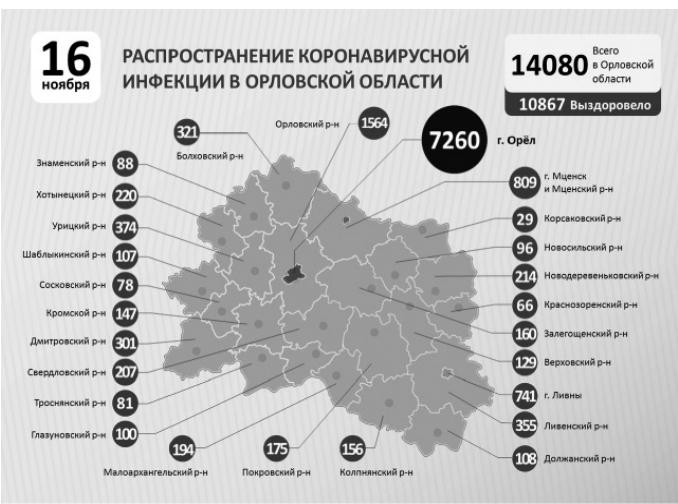 16
ноября
РАСПРОСТРАНЕНИЕ КОРОНАВИРУСНОЙ
ИНФЕКЦИИ В ОРЛОВСКОЙ ОБЛАСТИ
14080 Всего
в Орловской
области
10867 Выздоровело
321
Болховский р-н
Орловский р-н 1564
7260 г. Орёл
Знаменский р-н 88
Хотынецкий р-н 220
Урицкий р-н 374
Шаблыкинский р-н 107
Сосковский р-н 78
Кромской р-н 147
Дмитровский р-н 301
Свердловский р-н 207
Троснянский р-н 81
Глазуновский р-н 100
809 г. Мценск
и Мценский р-н
29 Корсаковский р-н
96 Новосильский р-н
214 Новодеревеньковский р-н
66 Краснозоренский р-н
160 Залегощенский р-н
129 Верховский р-н
741 г. Ливны
355 Ливенский р-н
108 Должанский р-н
194
Малоархангельский р-н
175
Покровский р-н
156
Колпнянский р-н